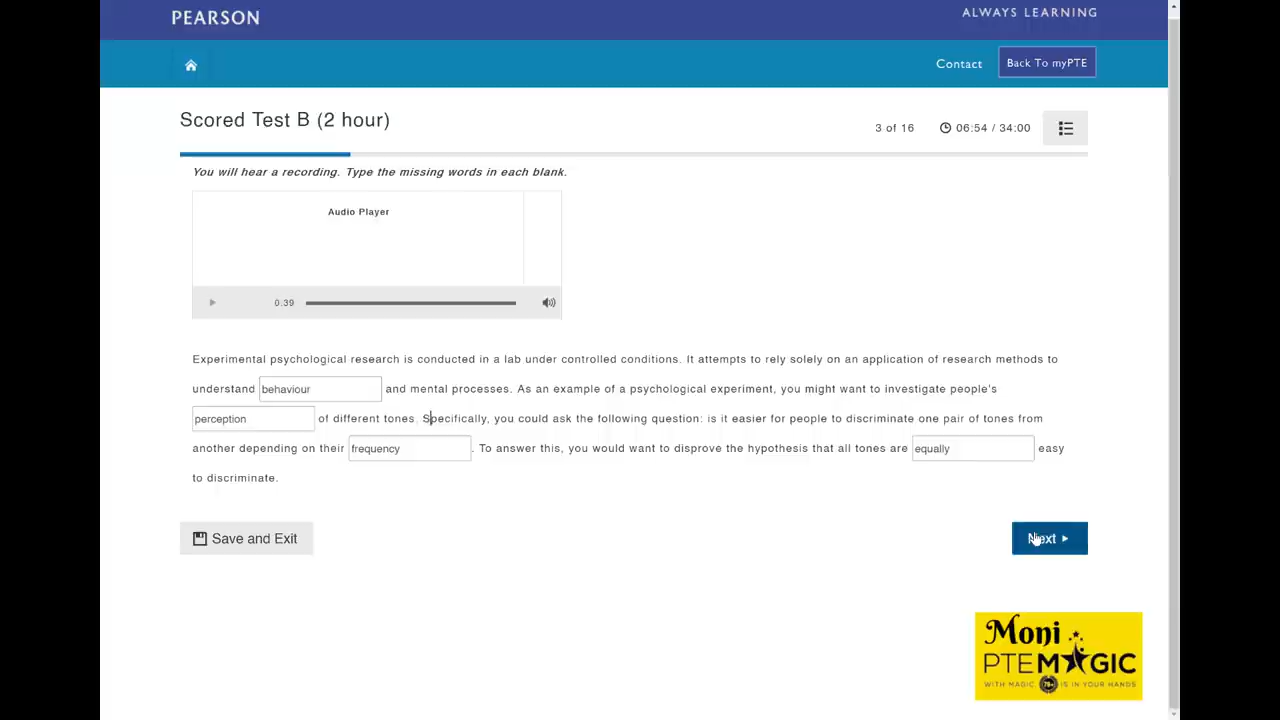 PEARSON
ALWAYS LEARNING
Contact
Back To myPTE
Scored Test B (2 hour)
3 of 16
06:54 / 34:00
You will hear a recording. Type the missing words in each blank.
Audio Player
0.39
Experimental psychological research is conducted in a lab under controlled conditions. It attempts to rely solely on an application of research methods to
understand behaviour and mental processes. As an example of a psychological experiment, you might want to investigate people's
perception of different tones. Specifically, you could ask the following question: is it easier for people to discriminate one pair of tones from
another depending on their frequency . To answer this, you would want to disprove the hypothesis that all tones are equally easy
to discriminate.
Save and Exit
Next
Moni
PTEMAGIC
WITH MAGIC, 79+ IS IN YOUR HANDS